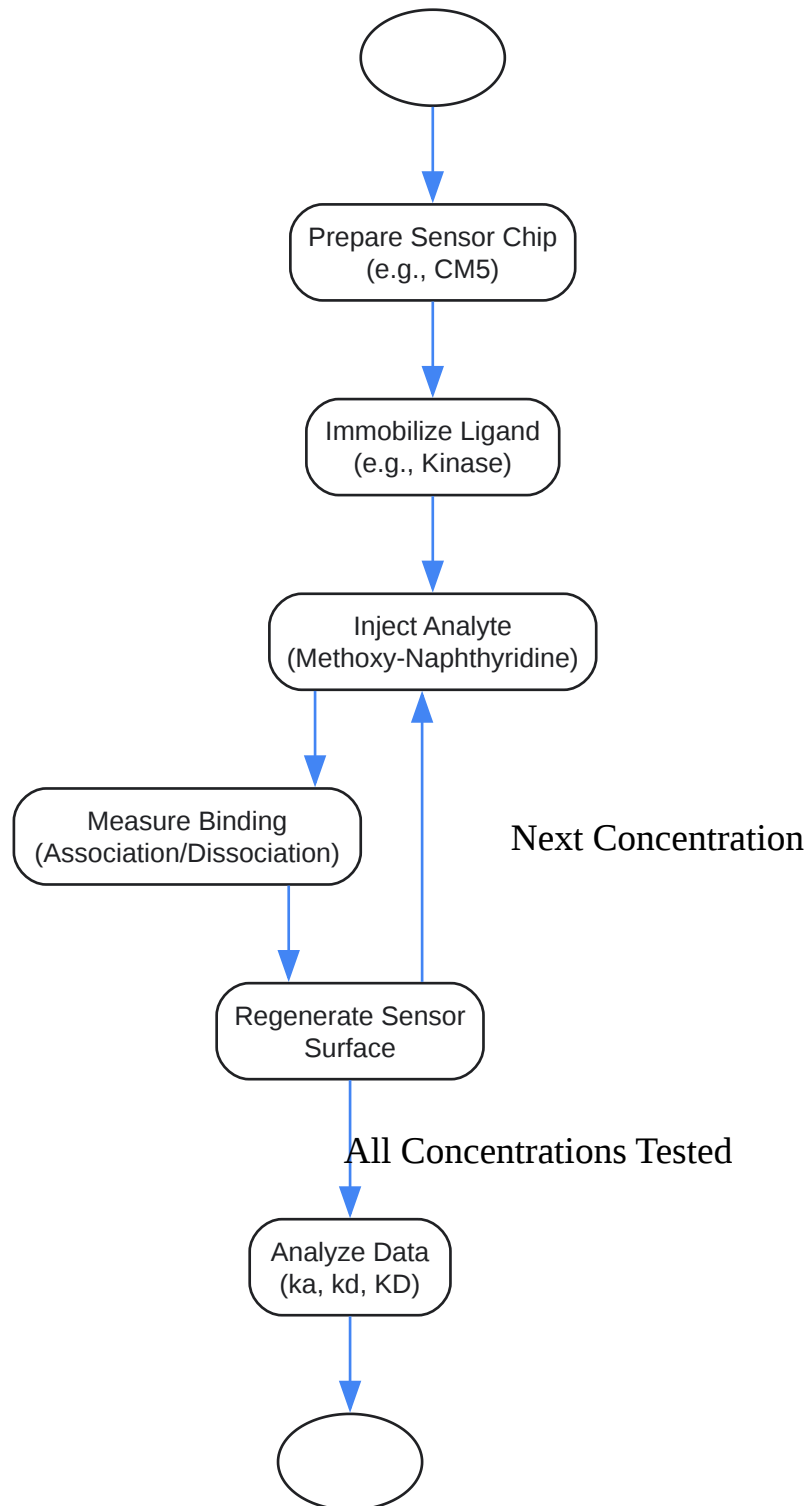 Prepare Sensor Chip
(e.g., CM5)
Immobilize Ligand
(e.g., Kinase)
Inject Analyte
(Methoxy-Naphthyridine)
Measure Binding
(Association/Dissociation)
Next Concentration
Regenerate Sensor
Surface
All Concentrations Tested
Analyze Data
(ka, kd, KD)